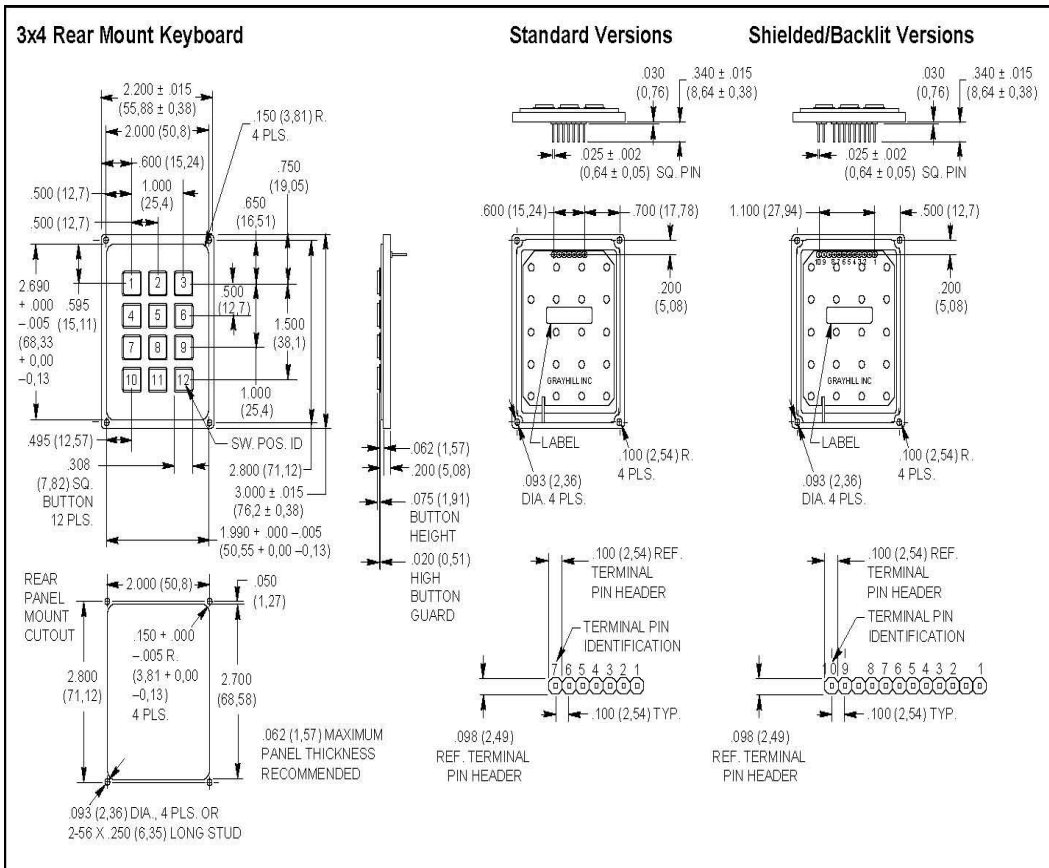 3x4 Rear Mount Keyboard
Standard Versions
Shielded/Backlit Versions
2.200 ± .015
(55,88 ± 0,38)
2.000 (50,8)
.150 (3,81) R.
4 PLS.
.600 (15,24)
.750
(19,05)
.500 (12,7)
1.000
(25,4)
.650
(16,51)
.500 (12,7)
2.690
+ .000
–.005
(68,33
+ 0,00
–0,13
.595
(15,11)
1
2
3
4
5
6
7
8
9
10
11
12
.500
(12,7)
1.500
(38,1)
1.000
(25,4)
.495 (12,57)
SW. POS. ID
.308
(7,82) SQ.
BUTTON
12 PLS.
2.800 (71,12)
3.000 ± .015
(76,2 ± 0,38)
1.990 + .000 –.005
(50,55 + 0,00 –0,13)
.062 (1,57)
.200 (5,08)
.075 (1,91)
BUTTON
HEIGHT
.020 (0,51)
HIGH
BUTTON
GUARD
REAR
PANEL
MOUNT
CUTOUT
2.000 (50,8)
.050
(1,27)
.150 + .000
–.005 R.
(3,81 + 0,00
–0,13)
4 PLS.
2.800
(71,12)
2.700
(68,58)
.062 (1,57) MAXIMUM
PANEL THICKNESS
RECOMMENDED
.093 (2,36) DIA., 4 PLS. OR
2-56 X .250 (6,35) LONG STUD
.030
(0,76)
.340 ± .015
(8,64 ± 0,38)
.025 ± .002
(0,64 ± 0,05) SQ. PIN
.600 (15,24)
.700 (17,78)
.200
(5,08)
GRAYHILL INC
LABEL
.093 (2,36)
DIA. 4 PLS.
.100 (2,54) R.
4 PLS.
.100 (2,54) REF.
TERMINAL
PIN HEADER
TERMINAL PIN
IDENTIFICATION
7 6 5 4 3 2 1
.100 (2,54) TYP.
.098 (2,49)
REF. TERMINAL
PIN HEADER
.030
(0,76)
.340 ± .015
(8,64 ± 0,38)
.025 ± .002
(0,64 ± 0,05) SQ. PIN
1.100 (27,94)
.500 (12,7)
109 8765432 1
.200
(5,08)
GRAYHILL INC
LABEL
.093 (2,36)
DIA. 4 PLS.
.100 (2,54) R.
4 PLS.
.100 (2,54) REF.
TERMINAL
PIN HEADER
TERMINAL PIN
IDENTIFICATION
10 9 8 7 6 5 4 3 2 1
.100 (2,54) TYP.
.098 (2,49)
REF. TERMINAL
PIN HEADER